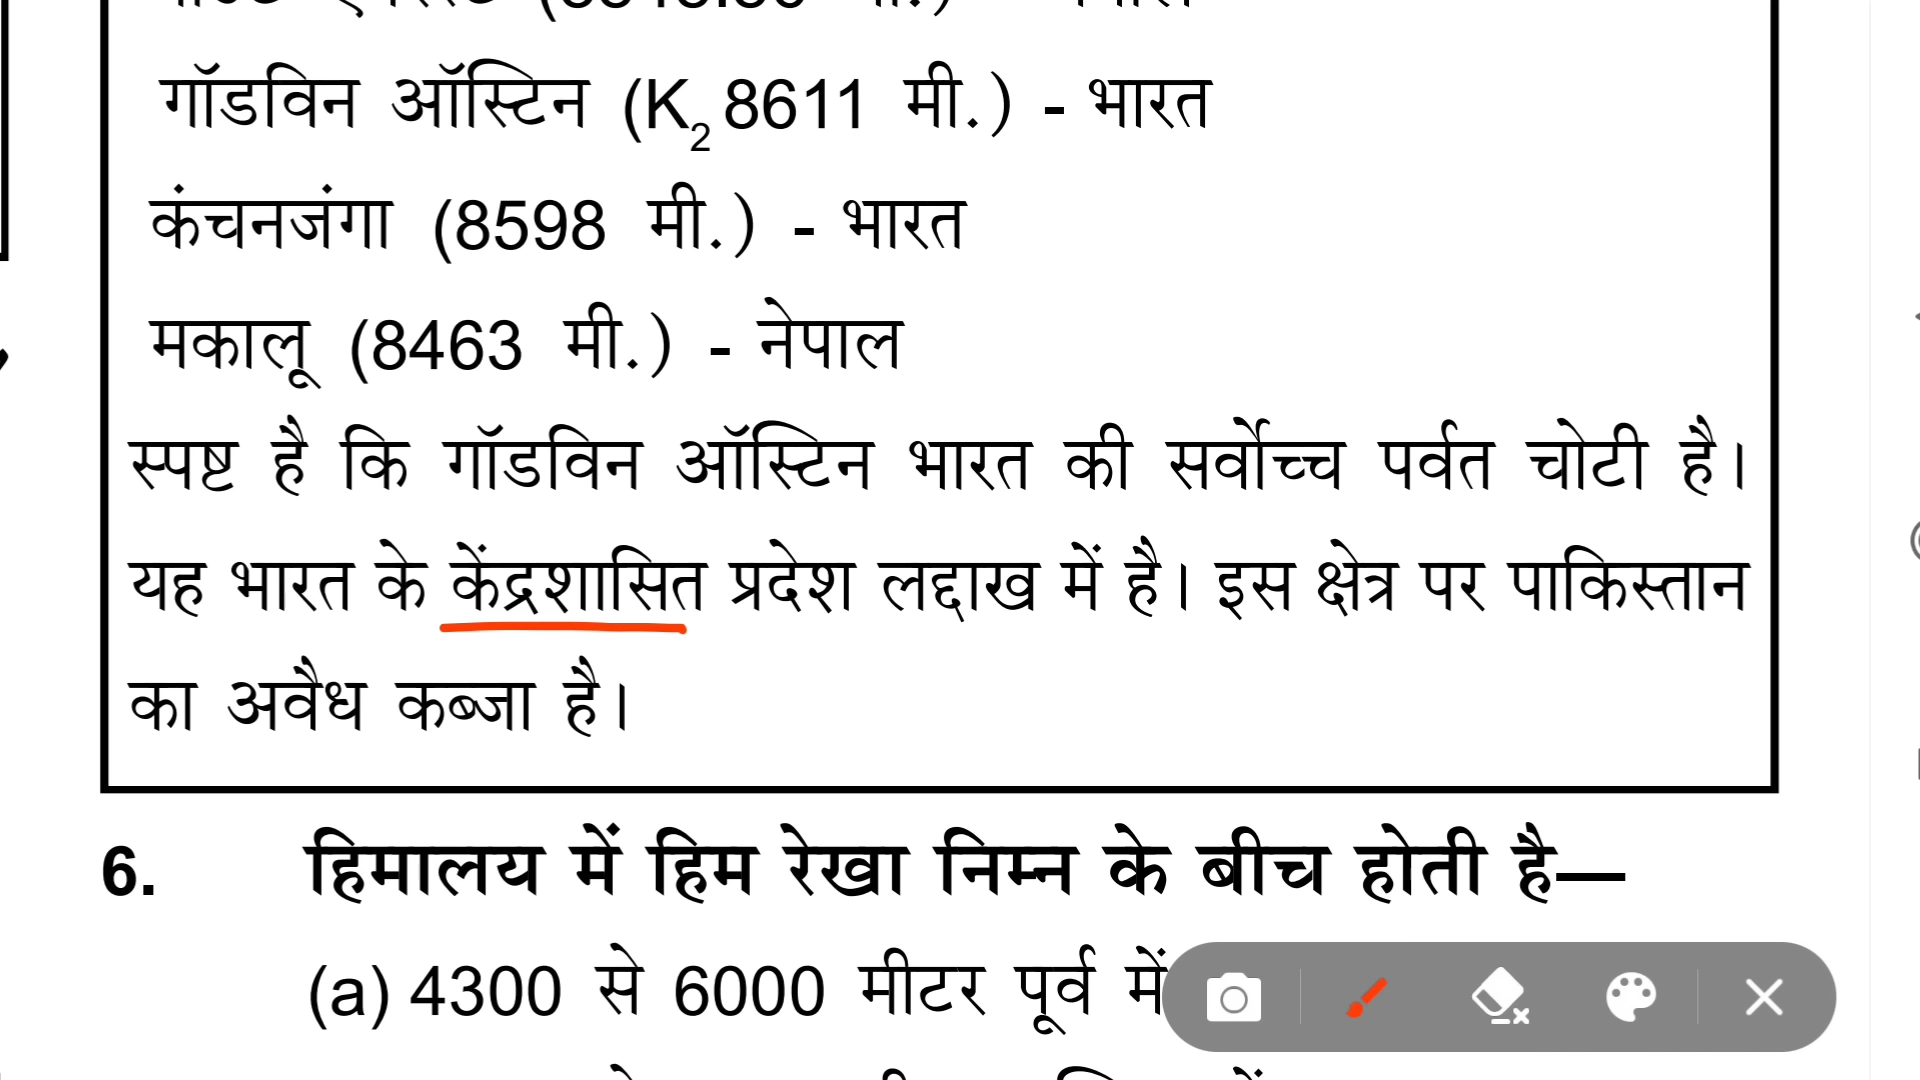 गॉडविन ऑस्टिन (K₂ 8611 मी.) - भारत
कंचनजंगा (8598 मी.) - भारत
मकालू (8463 मी.) - नेपाल
स्पष्ट है कि गॉडविन ऑस्टिन भारत की सर्वोच्च पर्वत चोटी है।
यह भारत के केंद्रशासित प्रदेश लद्दाख में है। इस क्षेत्र पर पाकिस्तान
का अवैध कब्जा है।
6. हिमालय में हिम रेखा निम्न के बीच होती है—
(a) 4300 से 6000 मीटर पूर्व में